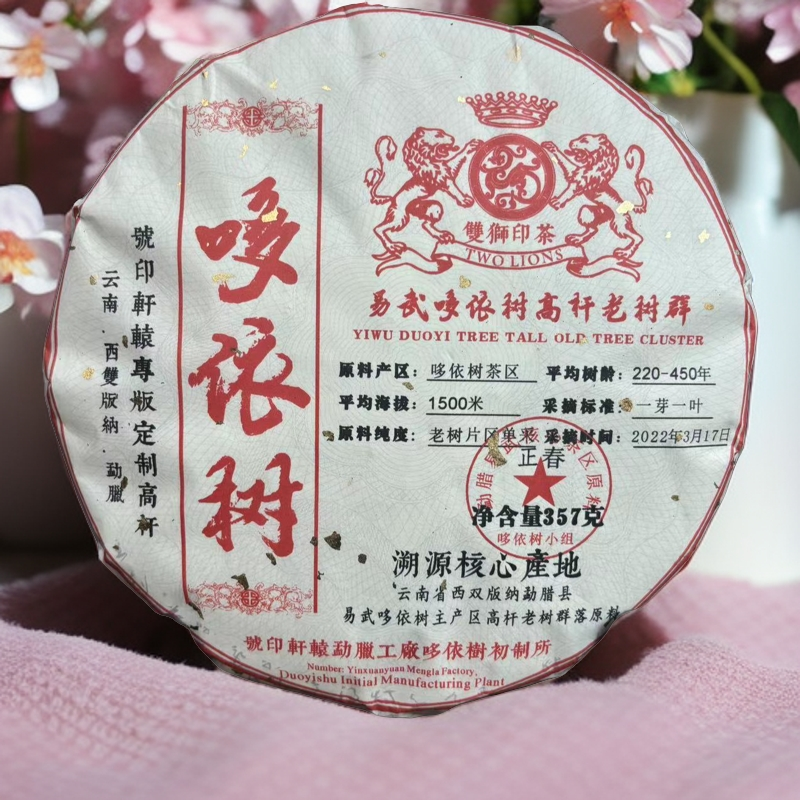 雙獅印茶
TWO LIONS
易武哆依树高杆老树群
YIWU DUOYI TREE TALL OLD TREE CLUSTER
哆依树
號印軒轅專版定制高杆
云南.西雙版納.勐臘
原料产区：哆依树茶区 平均树龄：220-450年
平均海拔：1500米 采摘标准：一芽一叶
原料纯度：老树片区单采 采摘时间：2022年3月17日
正春
净含量357克
哆依树小组
溯源核心產地
云南省西双版纳勐腊县
易武哆依树主产区高杆老树群落原料
號印軒轅勐臘工廠哆依樹初制所
Number: Yinxuanyuan Mengla Factory,
Duoyishu Initial Manufacturing Plant